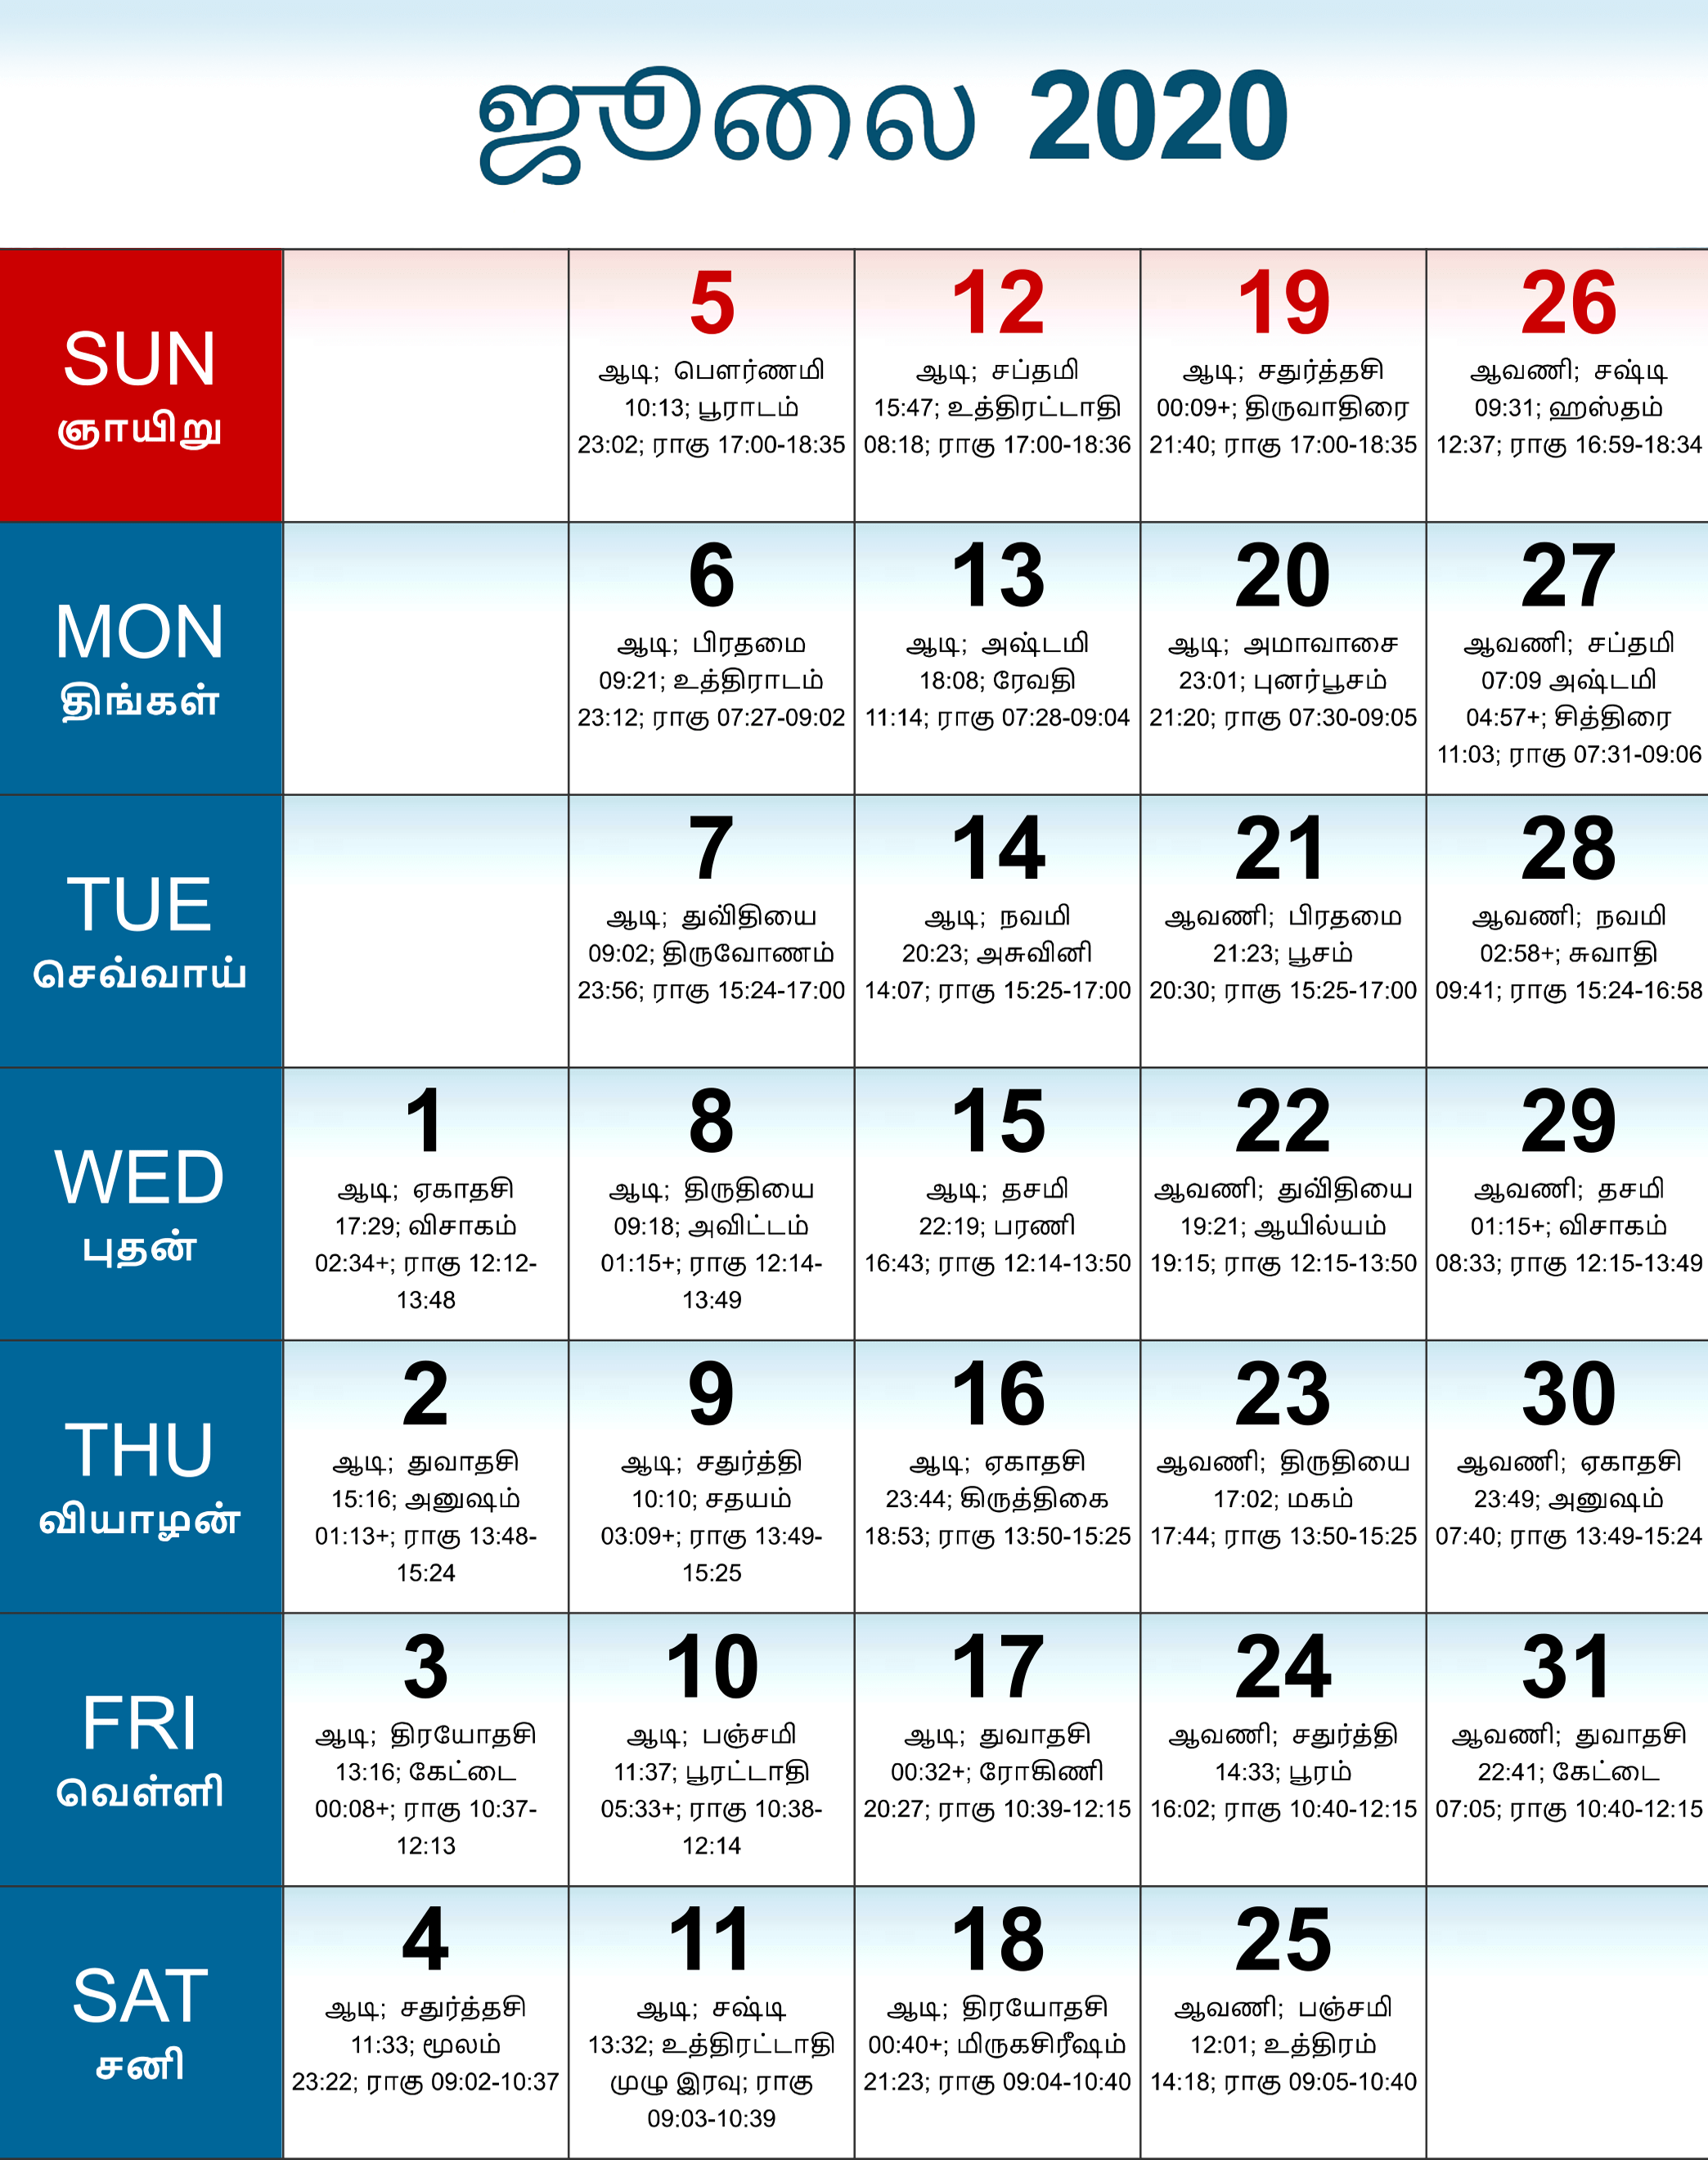 ஜூலை 2020
SUN
ஞாயிறு
5
ஆடி; பௌர்ணமி
10:13; பூராடம்
23:02; ராகு 17:00-18:35
12
ஆடி; சப்தமி
15:47; உத்திரட்டாதி
08:18; ராகு 17:00-18:36
19
ஆடி; சதுர்த்தசி
00:09+; திருவாதிரை
21:40; ராகு 17:00-18:35
26
ஆவணி; சஷ்டி
09:31; ஹஸ்தம்
12:37; ராகு 16:59-18:34
MON
திங்கள்
6
ஆடி; பிரதமை
09:21; உத்திராடம்
23:12; ராகு 07:27-09:02
13
ஆடி; அஷ்டமி
18:08; ரேவதி
11:14; ராகு 07:28-09:04
20
ஆடி; அமாவாசை
23:01; புனர்பூசம்
21:20; ராகு 07:30-09:05
27
ஆவணி; சப்தமி
07:09 அஷ்டமி
04:57+; சித்திரை
11:03; ராகு 07:31-09:06
TUE
செவ்வாய்
7
ஆடி; துவிதியை
09:02; திருவோணம்
23:56; ராகு 15:24-17:00
14
ஆடி; நவமி
20:23; அசுவினி
14:07; ராகு 15:25-17:00
21
ஆவணி; பிரதமை
21:23; பூசம்
20:30; ராகு 15:25-17:00
28
ஆவணி; நவமி
02:58+; சுவாதி
09:41; ராகு 15:24-16:58
WED
புதன்
1
ஆடி; ஏகாதசி
17:29; விசாகம்
02:34+; ராகு 12:12-
13:48
8
ஆடி; திருதியை
09:18; அவிட்டம்
01:15+; ராகு 12:14-
13:49
15
ஆடி; தசமி
22:19; பரணி
16:43; ராகு 12:14-13:50
22
ஆவணி; துவிதியை
19:21; ஆயில்யம்
19:15; ராகு 12:15-13:50
29
ஆவணி; தசமி
01:15+; விசாகம்
08:33; ராகு 12:15-13:49
THU
வியாழன்
2
ஆடி; துவாதசி
15:16; அனுஷம்
01:13+; ராகு 13:48-
15:24
9
ஆடி; சதுர்த்தி
10:10; சதயம்
03:09+; ராகு 13:49-
15:25
16
ஆடி; ஏகாதசி
23:44; கிருத்திகை
18:53; ராகு 13:50-15:25
23
ஆவணி; திருதியை
17:02; மகம்
17:44; ராகு 13:50-15:25
30
ஆவணி; ஏகாதசி
23:49; அனுஷம்
07:40; ராகு 13:49-15:24
FRI
வெள்ளி
3
ஆடி; திரயோதசி
13:16; கேட்டை
00:08+; ராகு 10:37-
12:13
10
ஆடி; பஞ்சமி
11:37; பூரட்டாதி
05:33+; ராகு 10:38-
12:14
17
ஆடி; துவாதசி
00:32+; ரோகிணி
20:27; ராகு 10:39-12:15
24
ஆவணி; சதுர்த்தி
14:33; பூரம்
16:02; ராகு 10:40-12:15
31
ஆவணி; துவாதசி
22:41; கேட்டை
07:05; ராகு 10:40-12:15
SAT
சனி
4
ஆடி; சதுர்த்தசி
11:33; மூலம்
23:22; ராகு 09:02-10:37
11
ஆடி; சஷ்டி
13:32; உத்திரட்டாதி
முழு இரவு; ராகு
09:03-10:39
18
ஆடி; திரயோதசி
00:40+; மிருகசிரீஷம்
21:23; ராகு 09:04-10:40
25
ஆவணி; பஞ்சமி
12:01; உத்திரம்
14:18; ராகு 09:05-10:40